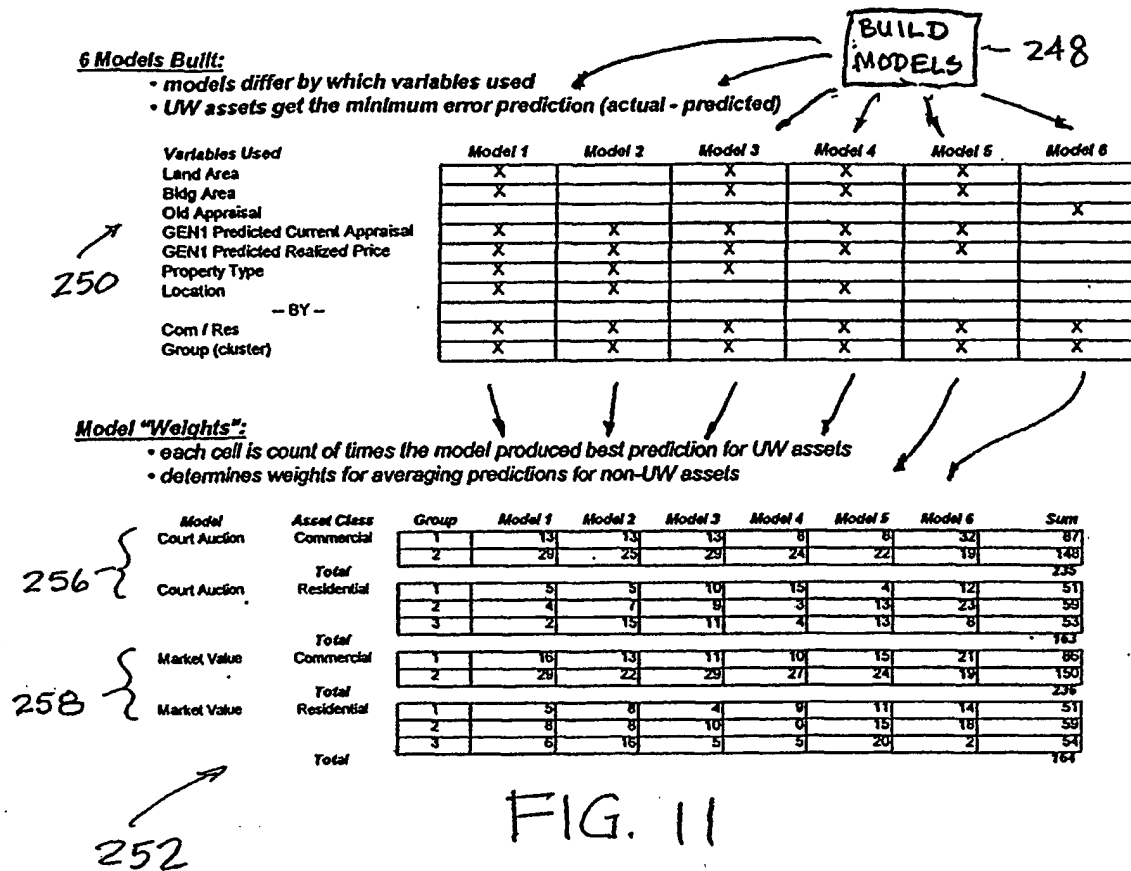 BUILD
MODELS
248
6 Models Built:
• models differ by which variables used
• UW assets get the minimum error prediction (actual - predicted)
Variables Used Model 1 Model 2 Model 3 Model 4 Model 5 Model 6
Land Area X X X X
Bldg Area X X X X
Old Appraisal X
GEN1 Predicted Current Appraisal X X X X X
GEN1 Predicted Realized Price X X X X X
Property Type X X X
250
Location X X X
– BY –
Com / Res X X X X X X
Group (cluster) X X X X X X
Model "Weights":
• each cell is count of times the model produced best prediction for UW assets
• determines weights for averaging predictions for non-UW assets
Model Asset Class Group Model 1 Model 2 Model 3 Model 4 Model 5 Model 6 Sum
Court Auction Commercial 1 13 13 13 8 8 32 87
2 29 25 29 24 22 19 148
Total 235
256
Court Auction Residential 1 5 5 10 15 4 12 51
2 4 7 9 3 13 23 59
3 2 15 11 4 13 8 53
Total 163
Market Value Commercial 1 16 13 11 10 15 21 86
2 29 22 29 27 24 19 150
Total 236
258
Market Value Residential 1 5 8 4 9 11 14 51
2 8 8 10 0 15 18 59
3 6 16 5 5 20 2 54
Total 164
252
FIG. 11